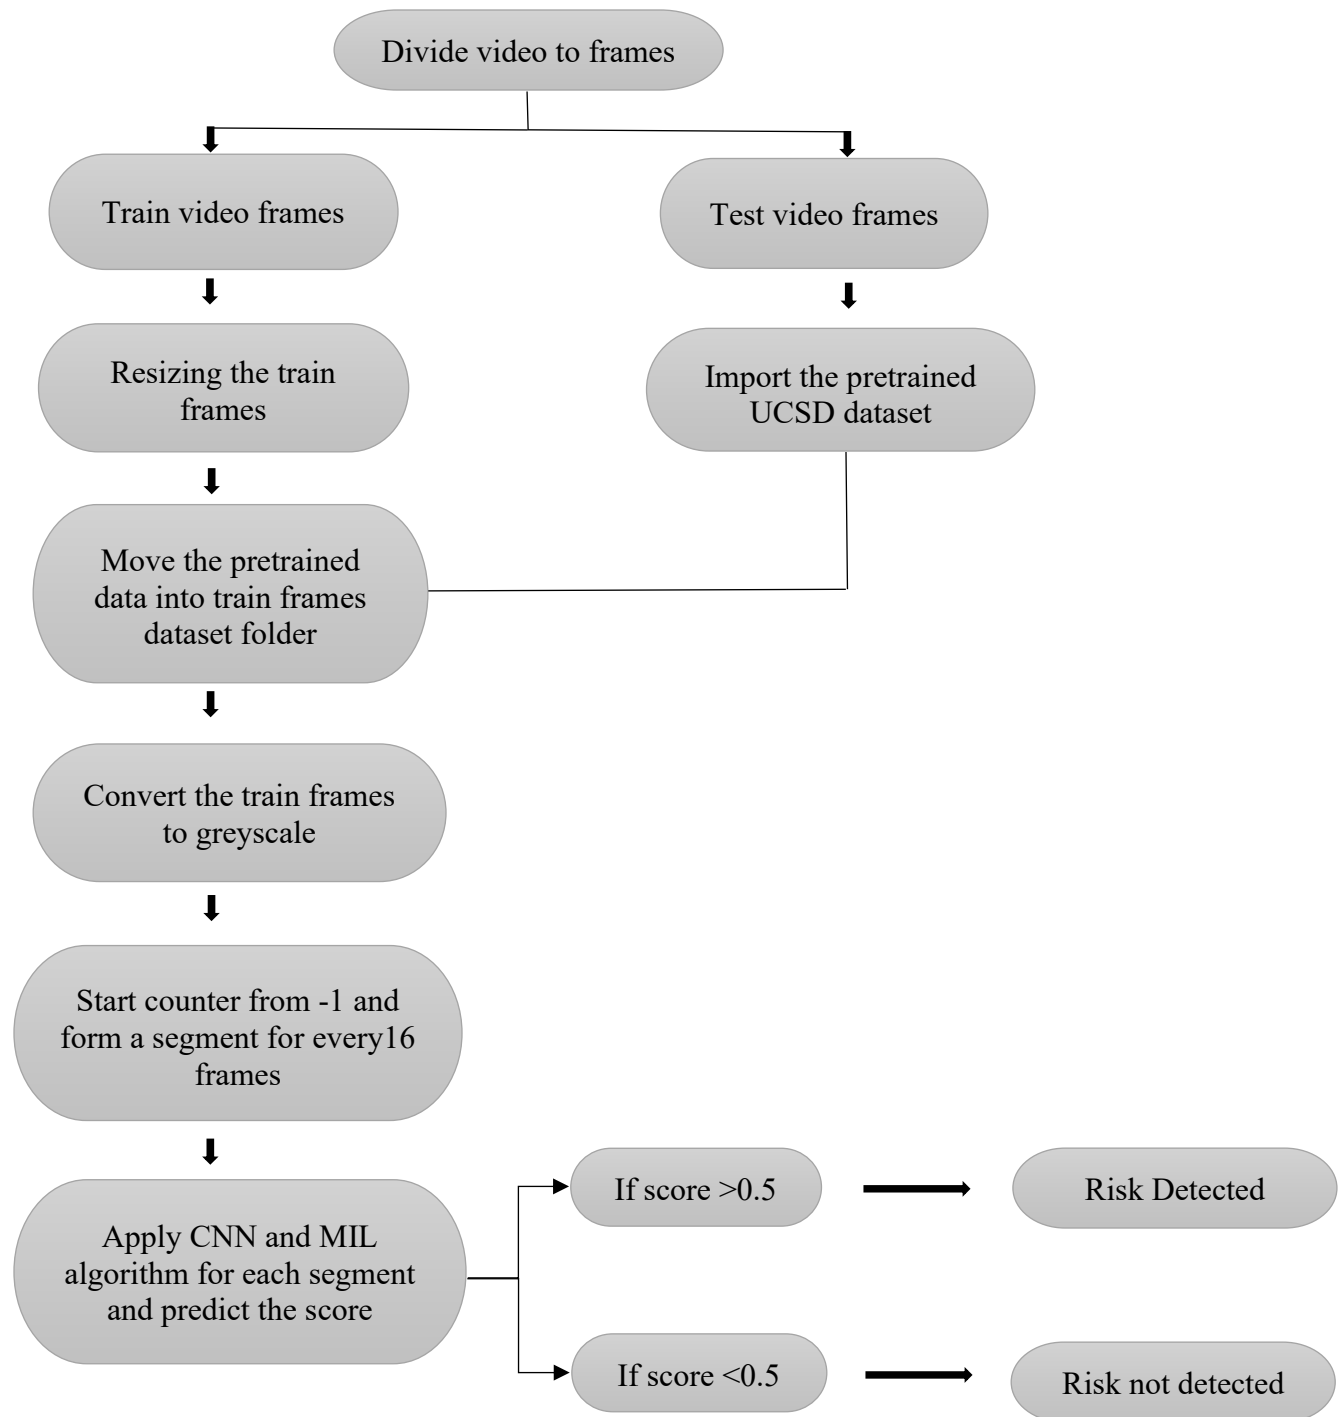 Divide video to frames
Train video frames
Test video frames
Resizing the train
frames
Import the pretrained
UCSD dataset
Move the pretrained
data into train frames
dataset folder
Convert the train frames
to greyscale
Start counter from -1 and
form a segment for every16
frames
Apply CNN and MIL
algorithm for each segment
and predict the score
If score >0.5
Risk Detected
If score <0.5
Risk not detected